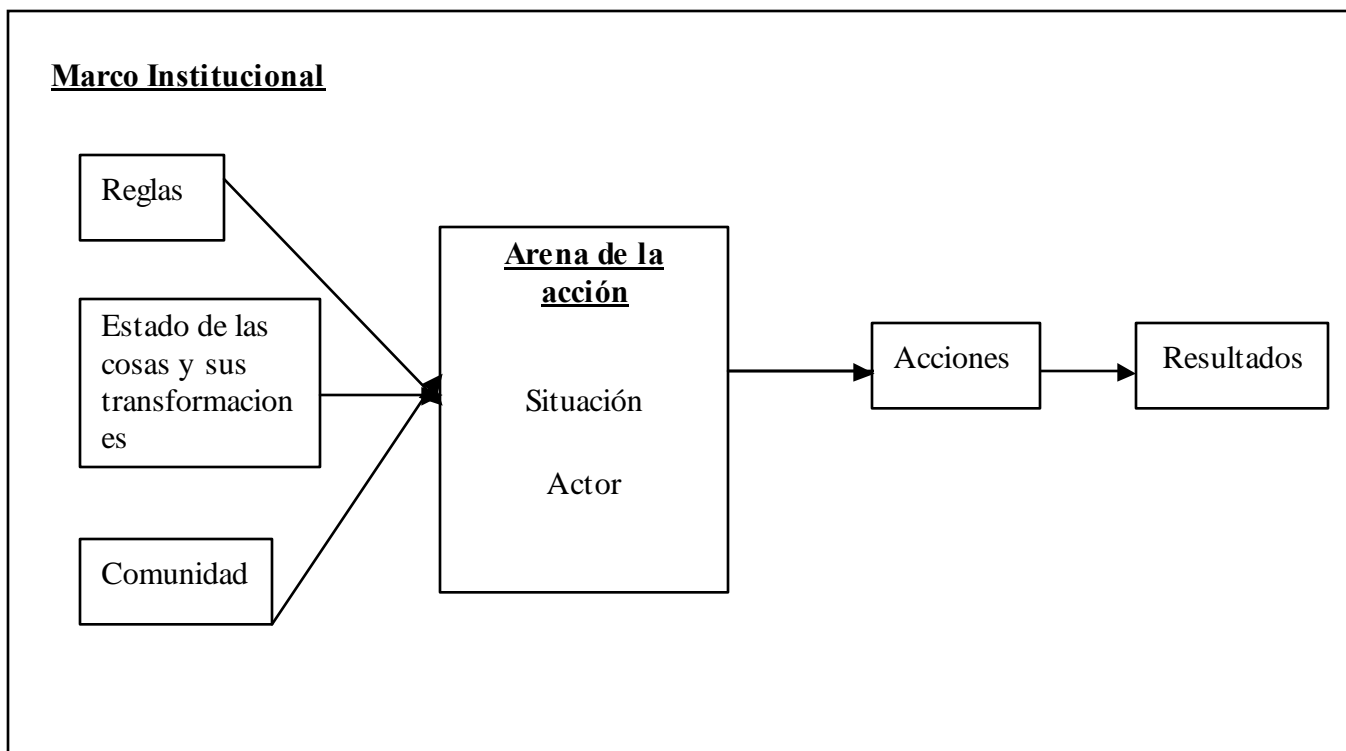 Marco Institucional
Reglas
Estado de las
cosas y sus
transformacion
es
Comunidad
Arena de la
acción
Situación
Actor
Acciones
Resultados